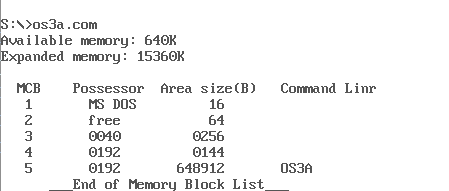 S:\>os3a.com
Available memory: 640K
Expanded memory: 15360K
MCB Possessor Area size(B) Command Linr
1 MS DOS 16
2 free 64
3 0040 0256
4 0192 0144
5 0192 648912 OS3A
___End of Memory Block List___